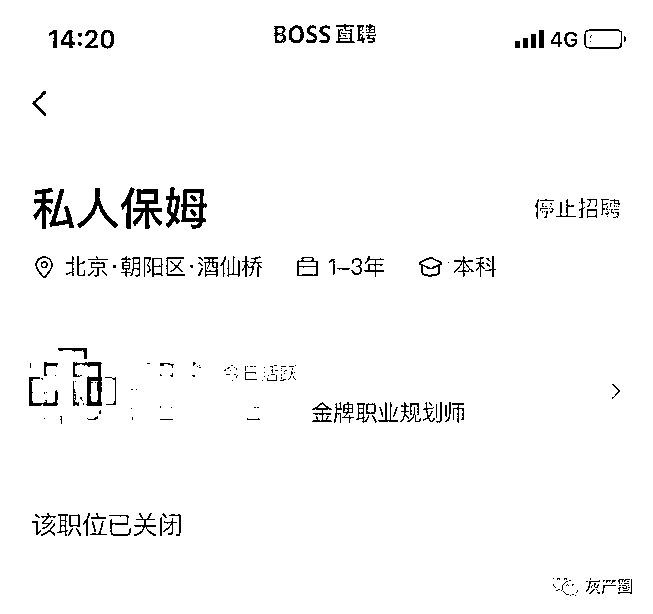 14:20 BOSS直聘 4G
私人保姆 停止招聘
北京·朝阳区·酒仙桥 1-3年 本科
今日活跃
金牌职业规划师
该职位已关闭
灰产圈